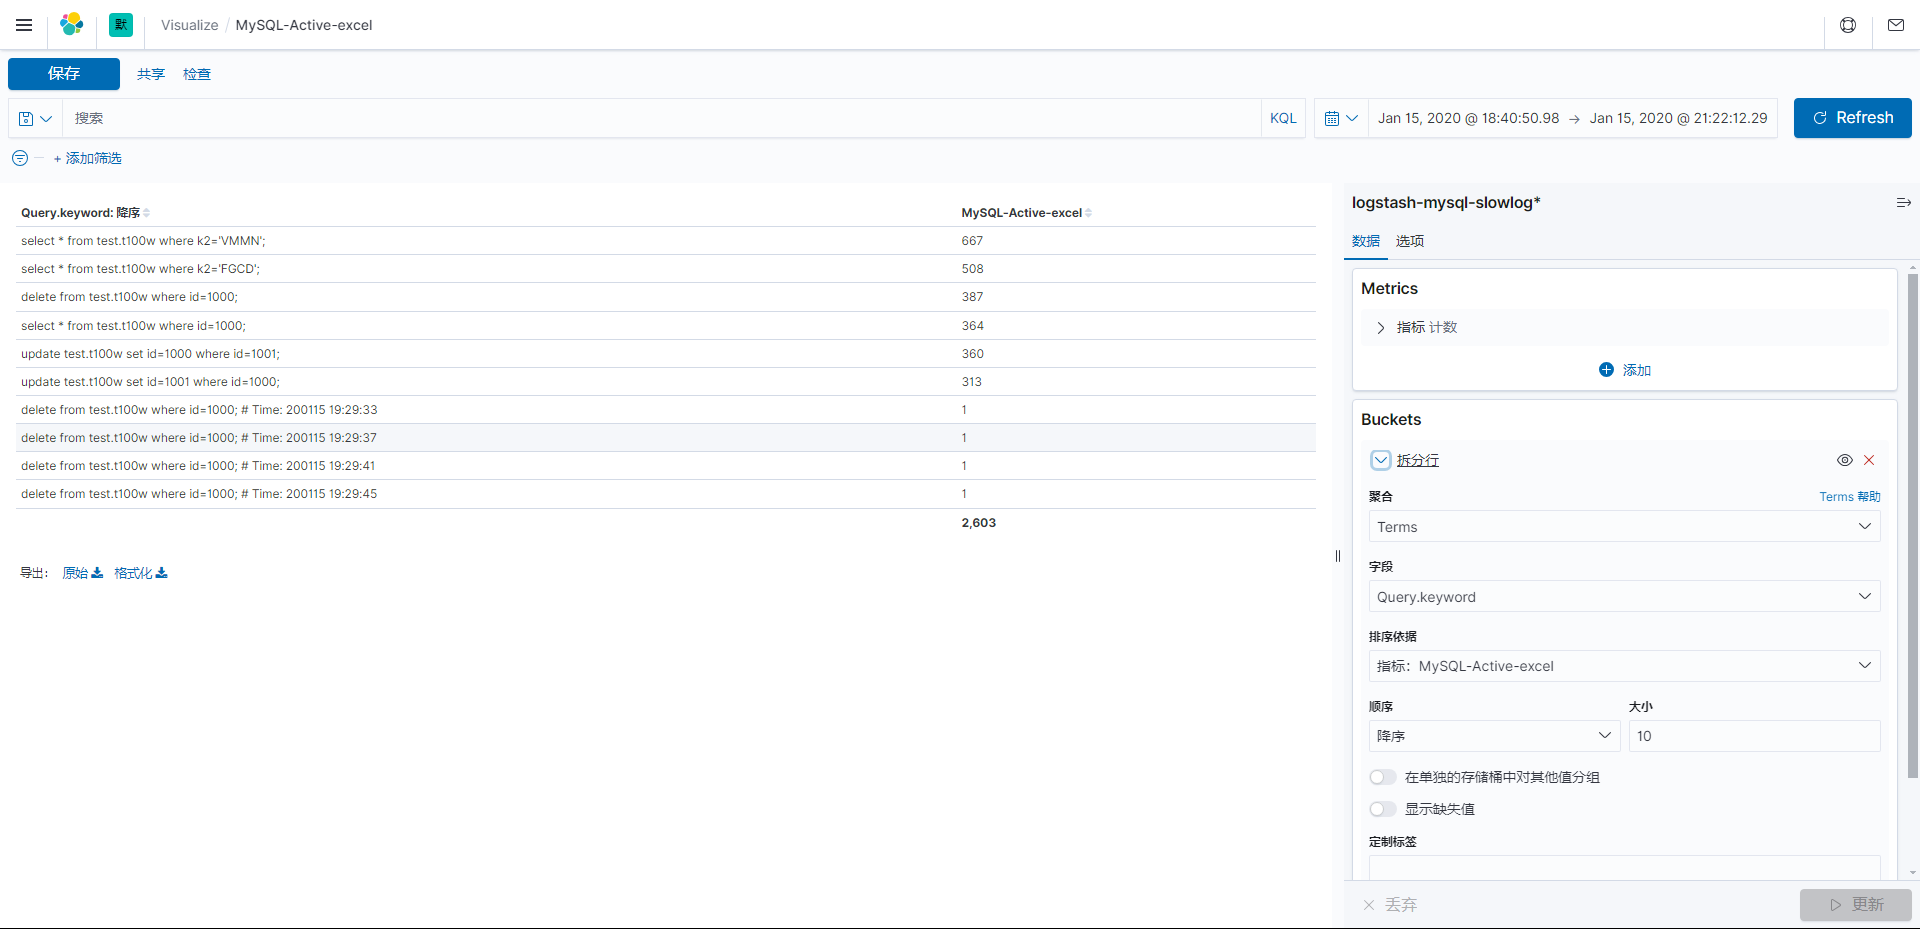 默 Visualize / MySQL-Active-excel
保存 共享 检查
搜索 KQL Jan 15, 2020 @ 18:40:50.98 → Jan 15, 2020 @ 21:22:12.29 Refresh
+ 添加筛选
Query.keyword: 降序 MySQL-Active-excel
select * from test.t100w where k2='VMMN'; 667
select * from test.t100w where k2='FGCD'; 508
delete from test.t100w where id=1000; 387
select * from test.t100w where id=1000; 364
update test.t100w set id=1000 where id=1001; 360
update test.t100w set id=1001 where id=1000; 313
delete from test.t100w where id=1000; # Time: 200115 19:29:33 1
delete from test.t100w where id=1000; # Time: 200115 19:29:37 1
delete from test.t100w where id=1000; # Time: 200115 19:29:41 1
delete from test.t100w where id=1000; # Time: 200115 19:29:45 1
2,603
导出: 原始 格式化
logstash-mysql-slowlog*
数据 选项
Metrics
指标 计数
添加
Buckets
拆分行
聚合 Terms 帮助
Terms
字段
Query.keyword
排序依据
指标: MySQL-Active-excel
顺序 大小
降序 10
在单独的存储桶中对其他值分组
显示缺失值
定制标签
丢弃 更新